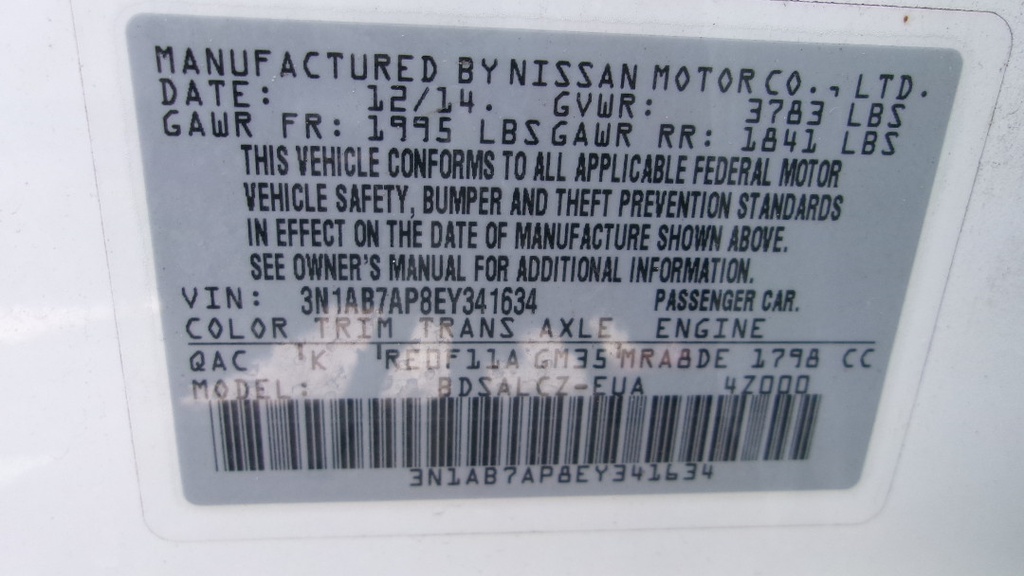 MANUFACTURED BY NISSAN MOTOR CO., LTD.
DATE: 12/14. GVWR: 3783 LBS
GAWR FR: 1995 LBS GAWR RR: 1841 LBS
THIS VEHICLE CONFORMS TO ALL APPLICABLE FEDERAL MOTOR
VEHICLE SAFETY, BUMPER AND THEFT PREVENTION STANDARDS
IN EFFECT ON THE DATE OF MANUFACTURE SHOWN ABOVE.
SEE OWNER'S MANUAL FOR ADDITIONAL INFORMATION.
VIN: 3N1AB7AP8EY341634 PASSENGER CAR.
COLOR TRIM TRANS AXLE ENGINE
QAC K RE0F11A GM35 MRA8DE 1798 CC
MODEL: BDSALCZ-EUA 4Z000
3N1AB7AP8EY341634